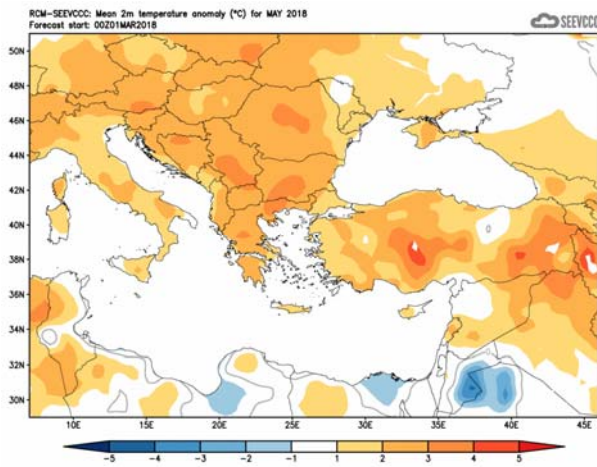 RCM-SEEVCCC: Mean 2m temperature anomaly (°C) for MAY 2018
Forecast start: 00Z01MAR2018
SEEVCCC
50N
48N
46N
44N
42N
40N
38N
36N
34N
32N
30N
10E 15E 20E 25E 30E 35E 40E 45E
-5 -4 -3 -2 -1 1 2 3 4 5